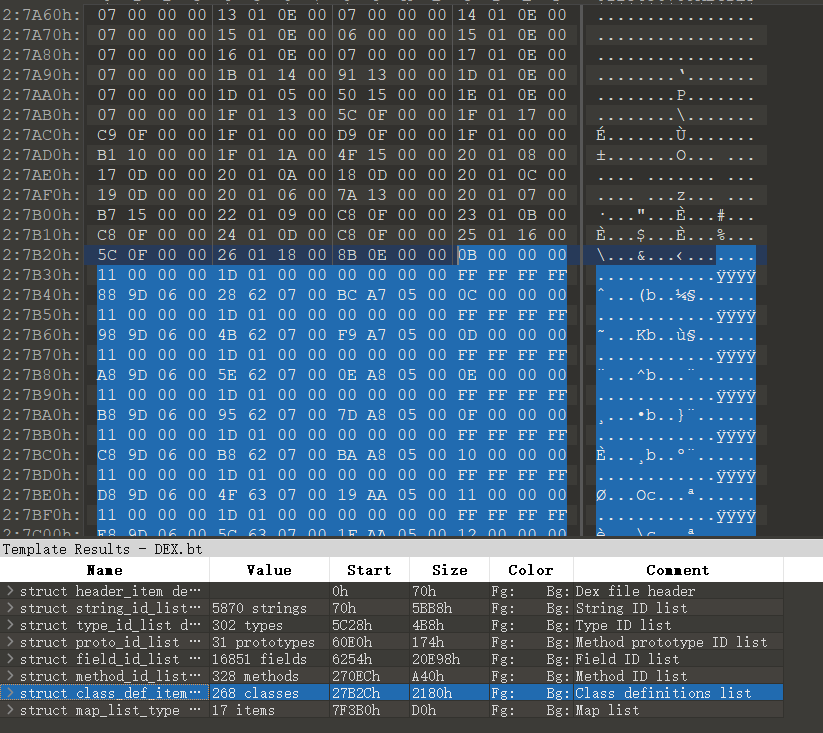 2:7A60h: 07 00 00 00 13 01 0E 00 07 00 00 00 14 01 0E 00 ................
2:7A70h: 07 00 00 00 15 01 0E 00 06 00 00 00 15 01 0E 00 ................
2:7A80h: 07 00 00 00 16 01 0E 00 07 00 00 00 17 01 0E 00 ................
2:7A90h: 07 00 00 00 1B 01 14 00 91 13 00 00 1D 01 0E 00 ........‘.......
2:7AA0h: 07 00 00 00 1D 01 05 00 50 15 00 00 1E 01 0E 00 ........P.......
2:7AB0h: 07 00 00 00 1F 01 13 00 5C 0F 00 00 1F 01 17 00 ........\.......
2:7AC0h: C9 0F 00 00 1F 01 00 00 D9 0F 00 00 1F 01 00 00 É.......Ù.......
2:7AD0h: B1 10 00 00 1F 01 1A 00 4F 15 00 00 20 01 08 00 ±.......O... ...
2:7AE0h: 17 0D 00 00 20 01 0A 00 18 0D 00 00 20 01 0C 00 .... ....... ...
2:7AF0h: 19 0D 00 00 20 01 06 00 7A 13 00 00 20 01 07 00 .... ...z... ...
2:7B00h: B7 15 00 00 22 01 09 00 C8 0F 00 00 23 01 0B 00 ·..."...È...#...
2:7B10h: C8 0F 00 00 24 01 0D 00 C8 0F 00 00 25 01 16 00 È...$...È...%...
2:7B20h: 5C 0F 00 00 26 01 18 00 8B 0E 00 00 0B 00 00 00 \...&...‹.......
2:7B30h: 11 00 00 00 1D 01 00 00 00 00 00 00 FF FF FF FF ............ÿÿÿÿ
2:7B40h: 88 9D 06 00 28 62 07 00 BC A7 05 00 0C 00 00 00 ˆ...(b..¼§......
2:7B50h: 11 00 00 00 1D 01 00 00 00 00 00 00 FF FF FF FF ............ÿÿÿÿ
2:7B60h: 98 9D 06 00 4B 62 07 00 F9 A7 05 00 0D 00 00 00 ˜...Kb..ù§......
2:7B70h: 11 00 00 00 1D 01 00 00 00 00 00 00 FF FF FF FF ............ÿÿÿÿ
2:7B80h: A8 9D 06 00 5E 62 07 00 0E A8 05 00 0E 00 00 00 ¨...^b...¨......
2:7B90h: 11 00 00 00 1D 01 00 00 00 00 00 00 FF FF FF FF ............ÿÿÿÿ
2:7BA0h: B8 9D 06 00 95 62 07 00 7D A8 05 00 0F 00 00 00 ¸...•b..}¨......
2:7BB0h: 11 00 00 00 1D 01 00 00 00 00 00 00 FF FF FF FF ............ÿÿÿÿ
2:7BC0h: C8 9D 06 00 B8 62 07 00 BA A8 05 00 10 00 00 00 È...¸b..º¨......
2:7BD0h: 11 00 00 00 1D 01 00 00 00 00 00 00 FF FF FF FF ............ÿÿÿÿ
2:7BE0h: D8 9D 06 00 4F 63 07 00 19 AA 05 00 11 00 00 00 Ø...Oc...ª......
2:7BF0h: 11 00 00 00 1D 01 00 00 00 00 00 00 FF FF FF FF ............ÿÿÿÿ
2:7C00h: E8 9D 06 00 5C 63 07 00 1F AA 05 00 12 00 00 00 è...\c...ª......
Template Results - DEX.bt
Name Value Start Size Color Comment
struct header_item de... 0h 70h Fg: Bg: Dex file header
struct string_id_list... 5870 strings 70h 5BB8h Fg: Bg: String ID list
struct type_id_list d... 302 types 5C28h 4B8h Fg: Bg: Type ID list
struct proto_id_list ... 31 prototypes 60E0h 174h Fg: Bg: Method prototype ID list
struct field_id_list ... 16851 fields 6254h 20E98h Fg: Bg: Field ID list
struct method_id_list... 328 methods 270ECh A40h Fg: Bg: Method ID list
struct class_def_item... 268 classes 27B2Ch 2180h Fg: Bg: Class definitions list
struct map_list_type ... 17 items 7F3B0h D0h Fg: Bg: Map list